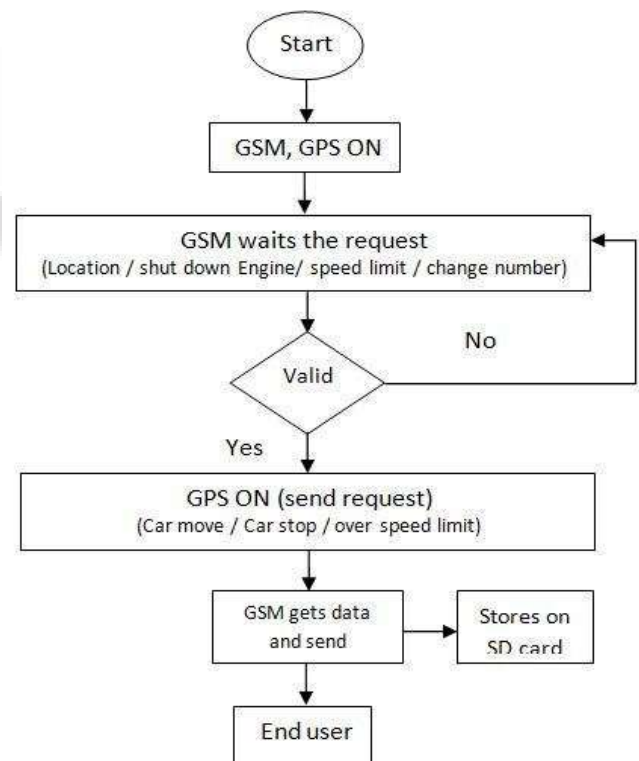 Start
GSM, GPS ON
GSM waits the request
(Location / shut down Engine/ speed limit / change number)
No
Valid
Yes
GPS ON (send request)
(Car move / Car stop / over speed limit)
GSM gets data
and send
Stores on
SD card
End user